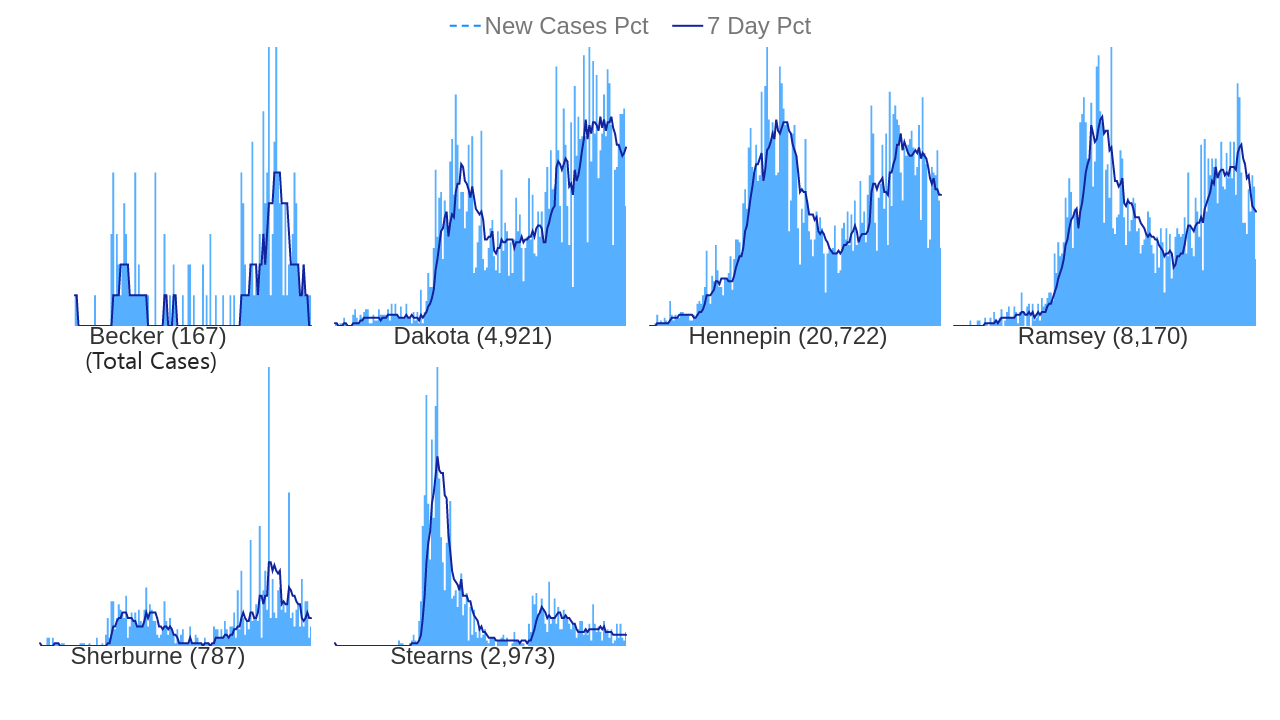 New Cases Pct 7 Day Pct
Becker (167)
(Total Cases)
Dakota (4,921)
Hennepin (20,722)
Ramsey (8,170)
Sherburne (787)
Stearns (2,973)